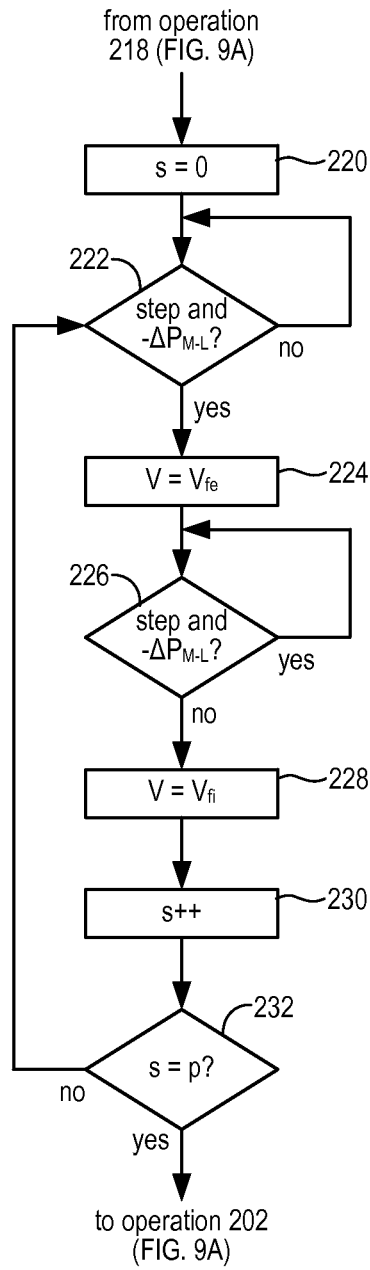 from operation
218 (FIG. 9A)
s = 0
220
222
step and
-ΔPM-L?
no
yes
V = Vfe
224
226
step and
-ΔPM-L?
yes
no
V = Vfi
228
s++
230
232
s = p?
no
yes
to operation 202
(FIG. 9A)